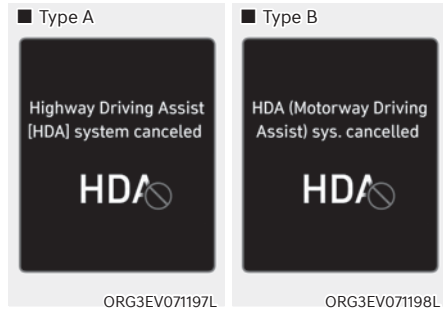 ■ Type A
Highway Driving Assist
[HDA] system canceled
HDA
ORG3EV071197L
■ Type B
HDA (Motorway Driving
Assist) sys. cancelled
HDA
ORG3EV071198L